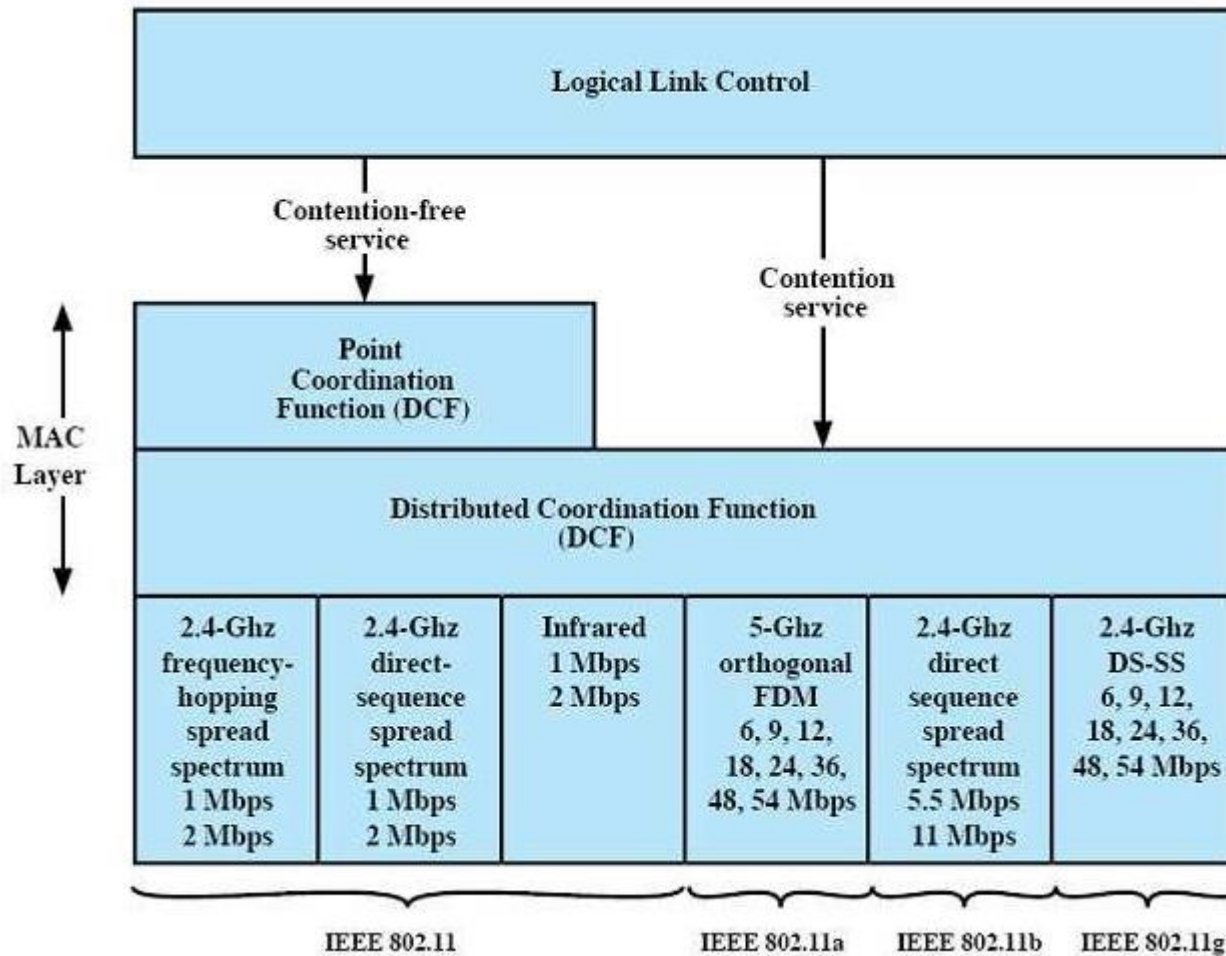 Logical Link Control
Contention-free
service
Contention
service
MAC
Layer
Point
Coordination
Function (DCF)
Distributed Coordination Function
(DCF)
2.4-Ghz
frequency-
hopping
spread
spectrum
1 Mbps
2 Mbps
2.4-Ghz
direct-
sequence
spread
spectrum
1 Mbps
2 Mbps
Infrared
1 Mbps
2 Mbps
5-Ghz
orthogonal
FDM
6, 9, 12,
18, 24, 36,
48, 54 Mbps
2.4-Ghz
direct
sequence
spread
spectrum
5.5 Mbps
11 Mbps
2.4-Ghz
DS-SS
6, 9, 12,
18, 24, 36,
48, 54 Mbps
IEEE 802.11
IEEE 802.11a
IEEE 802.11b
IEEE 802.11g